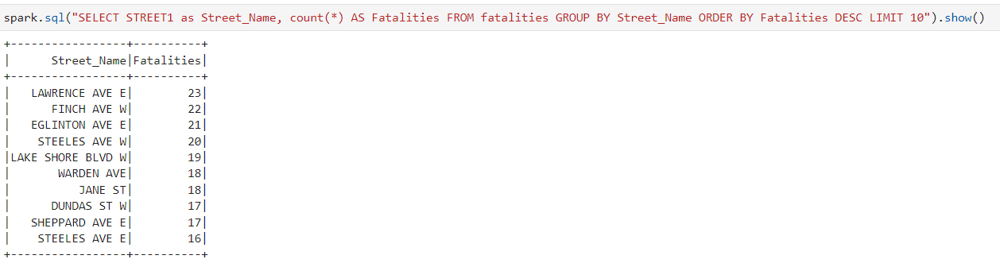 spark.sql("SELECT STREET1 as Street_Name, count(*) AS Fatalities FROM fatalities GROUP BY Street_Name ORDER BY Fatalities DESC LIMIT 10").show()
+-----------------+----------+
|      Street_Name|Fatalities|
+-----------------+----------+
|   LAWRENCE AVE E|        23|
|      FINCH AVE W|        22|
|   EGLINTON AVE E|        21|
|    STEELES AVE W|        20|
|LAKE SHORE BLVD W|        19|
|       WARDEN AVE|        18|
|          JANE ST|        18|
|      DUNDAS ST W|        17|
|   SHEPPARD AVE E|        17|
|    STEELES AVE E|        16|
+-----------------+----------+